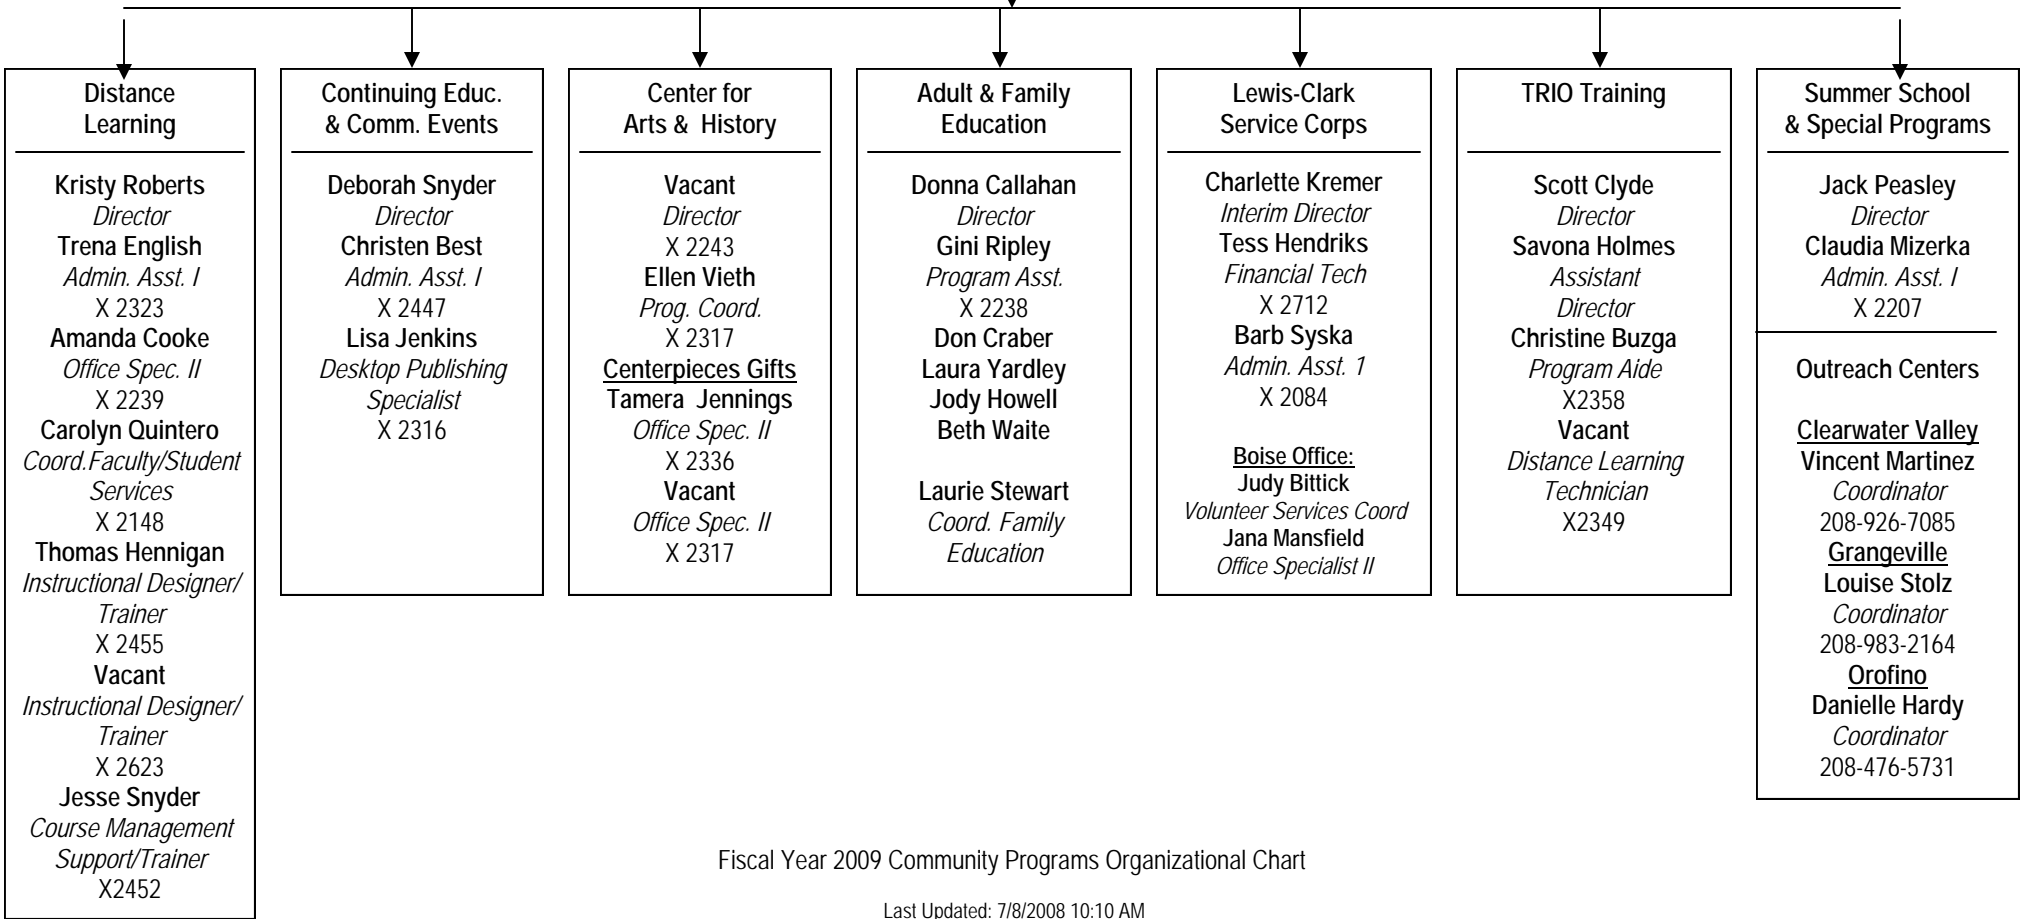 Distance
Learning
Kristy Roberts
Director
Trena English
Admin. Asst. I
X 2323
Amanda Cooke
Office Spec. II
X 2239
Carolyn Quintero
Coord.Faculty/Student
Services
X 2148
Thomas Hennigan
Instructional Designer/
Trainer
X 2455
Vacant
Instructional Designer/
Trainer
X 2623
Jesse Snyder
Course Management
Support/Trainer
X2452
Continuing Educ.
& Comm. Events
Deborah Snyder
Director
Christen Best
Admin. Asst. I
X 2447
Lisa Jenkins
Desktop Publishing
Specialist
X 2316
Center for
Arts & History
Vacant
Director
X 2243
Ellen Vieth
Prog. Coord.
X 2317
Centerpieces Gifts
Tamera Jennings
Office Spec. II
X 2336
Vacant
Office Spec. II
X 2317
Adult & Family
Education
Donna Callahan
Director
Gini Ripley
Program Asst.
X 2238
Don Craber
Laura Yardley
Jody Howell
Beth Waite
Laurie Stewart
Coord. Family
Education
Lewis-Clark
Service Corps
Charlette Kremer
Interim Director
Tess Hendriks
Financial Tech
X 2712
Barb Syska
Admin. Asst. 1
X 2084
Boise Office:
Judy Bittick
Volunteer Services Coord
Jana Mansfield
Office Specialist II
TRIO Training
Scott Clyde
Director
Savona Holmes
Assistant
Director
Christine Buzga
Program Aide
X2358
Vacant
Distance Learning
Technician
X2349
Summer School
& Special Programs
Jack Peasley
Director
Claudia Mizerka
Admin. Asst. I
X 2207
Outreach Centers
Clearwater Valley
Vincent Martinez
Coordinator
208-926-7085
Grangeville
Louise Stolz
Coordinator
208-983-2164
Orofino
Danielle Hardy
Coordinator
208-476-5731
Fiscal Year 2009 Community Programs Organizational Chart
Last Updated: 7/8/2008 10:10 AM